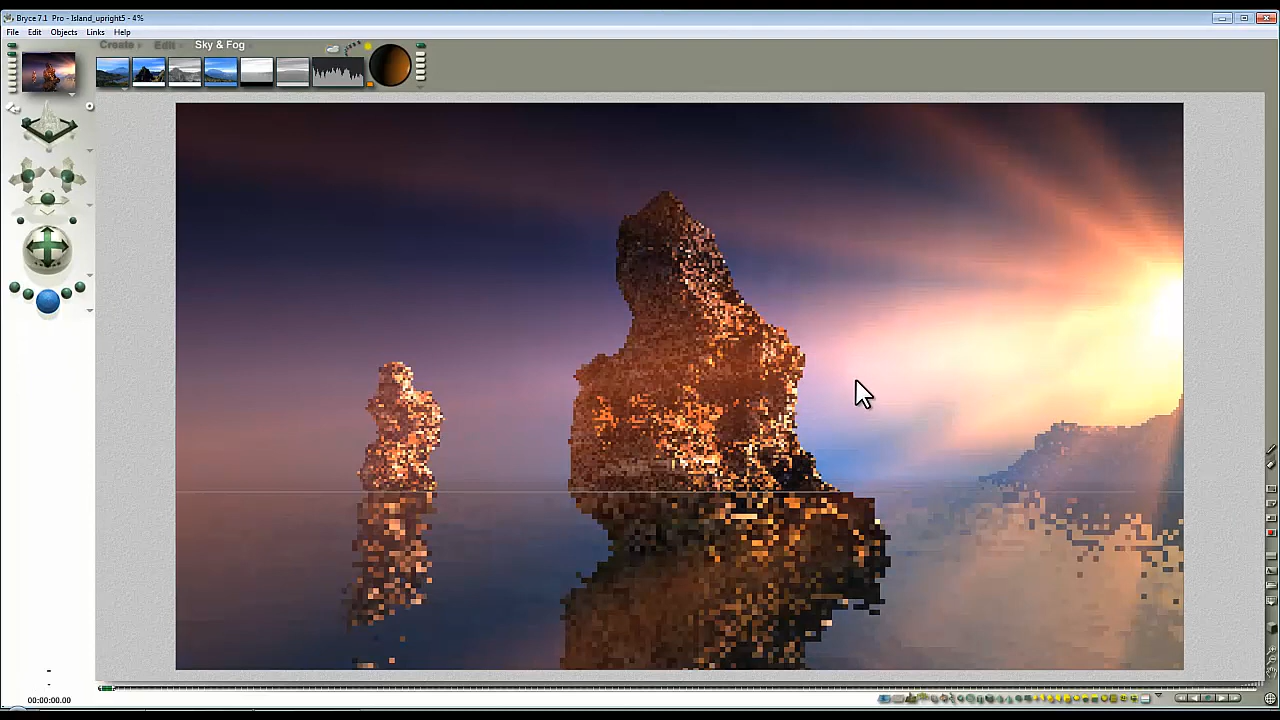 Bryce 7.1 Pro - Island_upright5 - 4%
File Edit Objects Links Help
Create Edit Sky & Fog
00:00:00.00